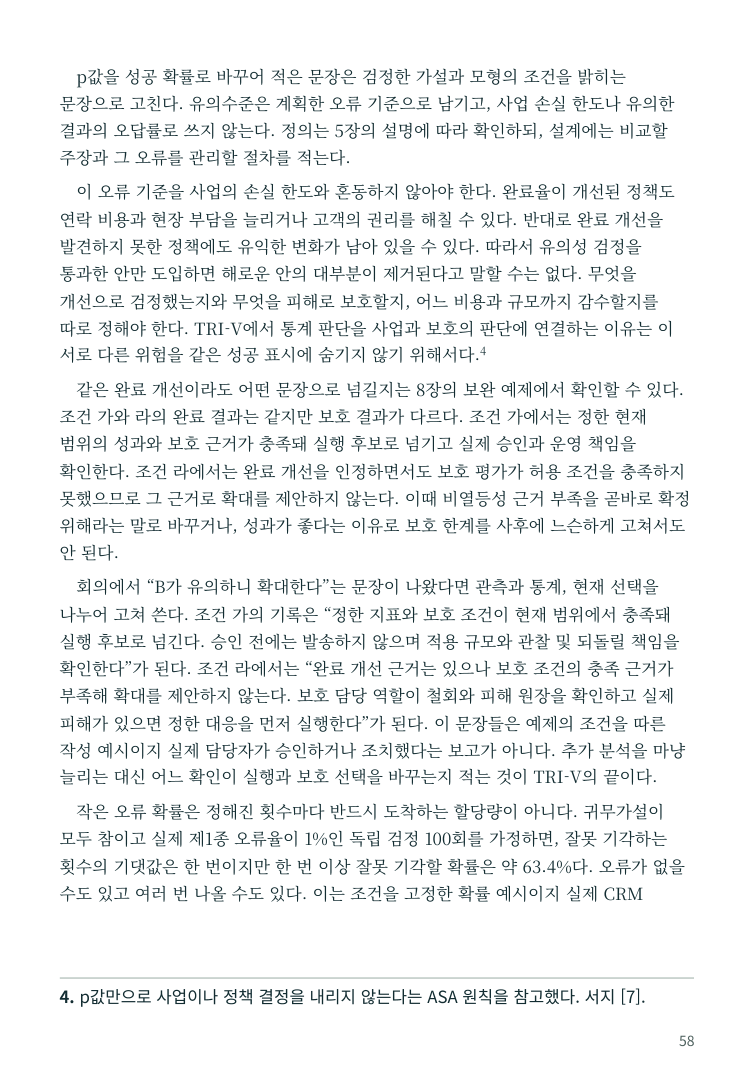 p값을 성공 확률로 바꾸어 적은 문장은 검정한 가설과 모형의 조건을 밝히는
문장으로 고친다. 유의수준은 계획한 오류 기준으로 남기고, 사업 손실 한도나 유의한
결과의 오답률로 쓰지 않는다. 정의는 5장의 설명에 따라 확인하되, 설계에는 비교할
주장과 그 오류를 관리할 절차를 적는다.
이 오류 기준을 사업의 손실 한도와 혼동하지 않아야 한다. 완료율이 개선된 정책도
연락 비용과 현장 부담을 늘리거나 고객의 권리를 해칠 수 있다. 반대로 완료 개선을
발견하지 못한 정책에도 유익한 변화가 남아 있을 수 있다. 따라서 유의성 검정을
통과한 안만 도입하면 해로운 안의 대부분이 제거된다고 말할 수는 없다. 무엇을
개선으로 검정했는지와 무엇을 피해로 보호할지, 어느 비용과 규모까지 감수할지를
따로 정해야 한다. TRI-V에서 통계 판단을 사업과 보호의 판단에 연결하는 이유는 이
서로 다른 위험을 같은 성공 표시에 숨기지 않기 위해서다.4
같은 완료 개선이라도 어떤 문장으로 넘길지는 8장의 보완 예제에서 확인할 수 있다.
조건 가와 라의 완료 결과는 같지만 보호 결과가 다르다. 조건 가에서는 정한 현재
범위의 성과와 보호 근거가 충족돼 실행 후보로 넘기고 실제 승인과 운영 책임을
확인한다. 조건 라에서는 완료 개선을 인정하면서도 보호 평가가 허용 조건을 충족하지
못했으므로 그 근거로 확대를 제안하지 않는다. 이때 비열등성 근거 부족을 곧바로 확정
위해라는 말로 바꾸거나, 성과가 좋다는 이유로 보호 한계를 사후에 느슨하게 고쳐서도
안 된다.
회의에서 “B가 유의하니 확대한다”는 문장이 나왔다면 관측과 통계, 현재 선택을
나누어 고쳐 쓴다. 조건 가의 기록은 “정한 지표와 보호 조건이 현재 범위에서 충족돼
실행 후보로 넘긴다. 승인 전에는 발송하지 않으며 적용 규모와 관찰 및 되돌릴 책임을
확인한다”가 된다. 조건 라에서는 “완료 개선 근거는 있으나 보호 조건의 충족 근거가
부족해 확대를 제안하지 않는다. 보호 담당 역할이 철회와 피해 원장을 확인하고 실제
피해가 있으면 정한 대응을 먼저 실행한다”가 된다. 이 문장들은 예제의 조건을 따른
작성 예시이지 실제 담당자가 승인하거나 조치했다는 보고가 아니다. 추가 분석을 마냥
늘리는 대신 어느 확인이 실행과 보호 선택을 바꾸는지 적는 것이 TRI-V의 끝이다.
작은 오류 확률은 정해진 횟수마다 반드시 도착하는 할당량이 아니다. 귀무가설이
모두 참이고 실제 제1종 오류율이 1%인 독립 검정 100회를 가정하면, 잘못 기각하는
횟수의 기댓값은 한 번이지만 한 번 이상 잘못 기각할 확률은 약 63.4%다. 오류가 없을
수도 있고 여러 번 나올 수도 있다. 이는 조건을 고정한 확률 예시이지 실제 CRM
4. p값만으로 사업이나 정책 결정을 내리지 않는다는 ASA 원칙을 참고했다. 서지 [7].
58